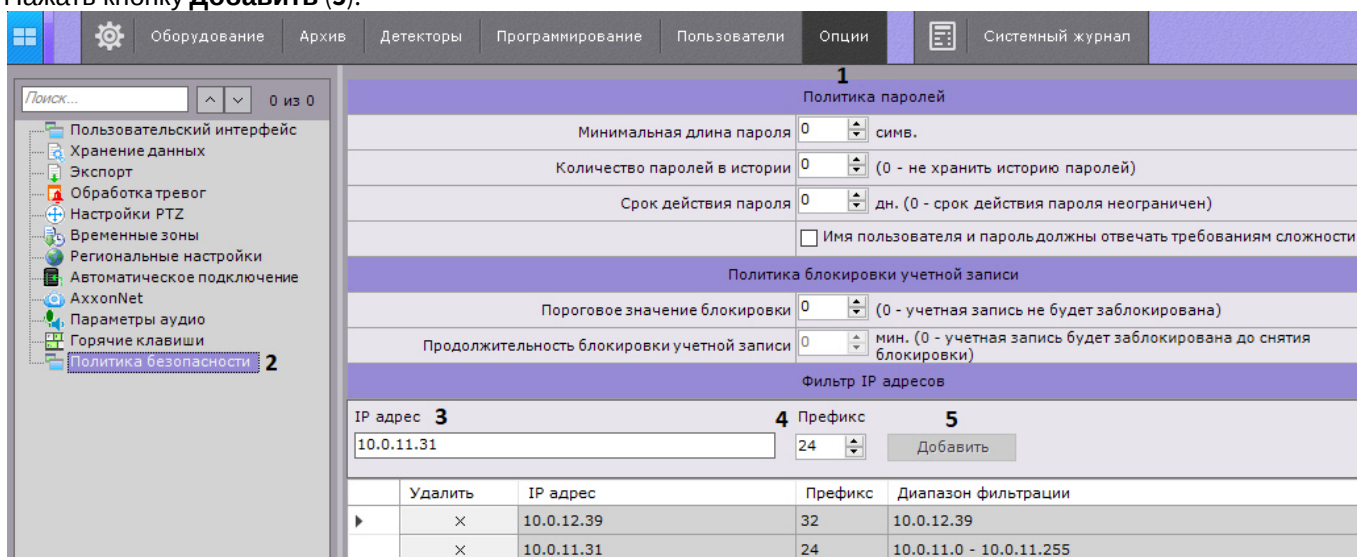 Нажать кнопку Добавить (5).
Оборудование Архив Детекторы Программирование Пользователи Опции Системный журнал
1
Поиск... 0 из 0
Пользовательский интерфейс
Хранение данных
Экспорт
Обработка тревог
Настройки PTZ
Временные зоны
Региональные настройки
Автоматическое подключение
AxxonNet
Параметры аудио
Горячие клавиши
Политика безопасности 2
Политика паролей
Минимальная длина пароля 0 симв.
Количество паролей в истории 0 (0 - не хранить историю паролей)
Срок действия пароля 0 дн. (0 - срок действия пароля неограничен)
Имя пользователя и пароль должны отвечать требованиям сложности
Политика блокировки учетной записи
Пороговое значение блокировки 0 (0 - учетная запись не будет заблокирована)
Продолжительность блокировки учетной записи 0 мин. (0 - учетная запись будет заблокирована до снятия
блокировки)
Фильтр IP адресов
IP адрес 3 4 Префикс 5
10.0.11.31 24 Добавить
Удалить IP адрес Префикс Диапазон фильтрации
10.0.12.39 32 10.0.12.39
10.0.11.31 24 10.0.11.0 - 10.0.11.255